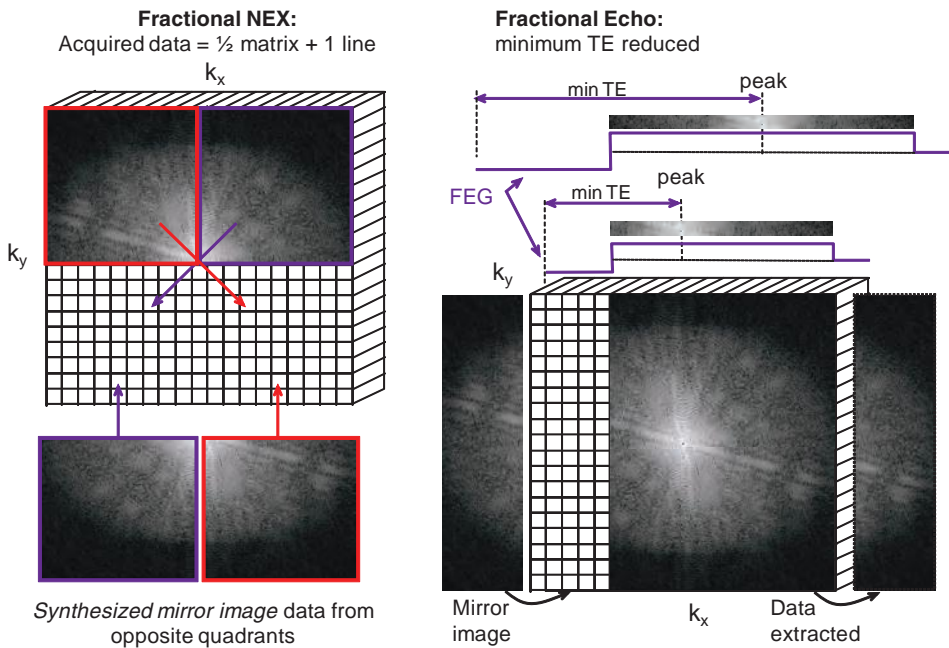 Fractional NEX:
Acquired data = ½ matrix + 1 line
kx
ky
Synthesized mirror image data from
opposite quadrants
Fractional Echo:
minimum TE reduced
min TE
peak
FEG
min TE
peak
ky
Mirror
image
kx
Data
extracted